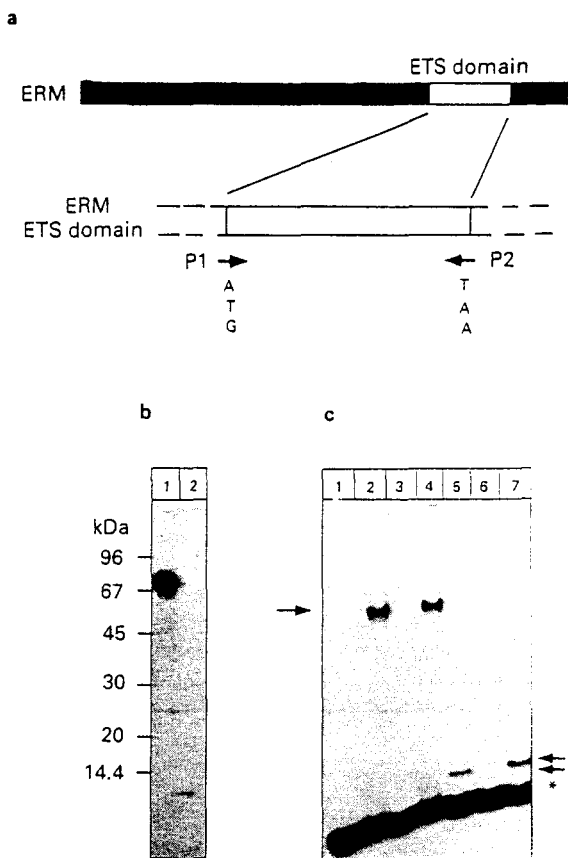 a
ETS domain
ERM
ERM
ETS domain
P1
P2
A
T
G
T
A
A
b
c
1 2
1 2 3 4 5 6 7
kDa
96
67
45
30
20
14.4
*